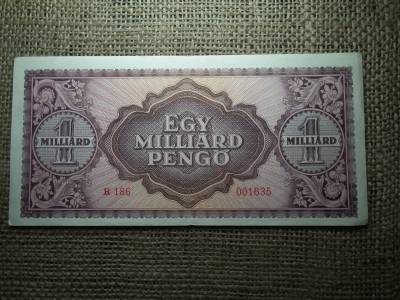 EGY
MILLIÁRD
PENGŐ
1
MILLIÁRD
1
MILLIÁRD
R 186
001635